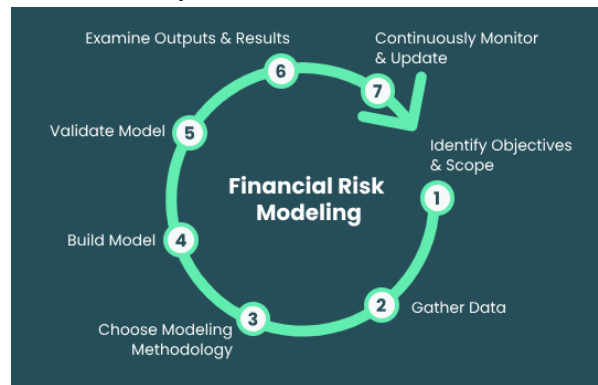 Financial Risk
Modeling
1
Identify Objectives
& Scope
2
Gather Data
3
Choose Modeling
Methodology
4
Build Model
5
Validate Model
6
Examine Outputs & Results
7
Continuously Monitor
& Update